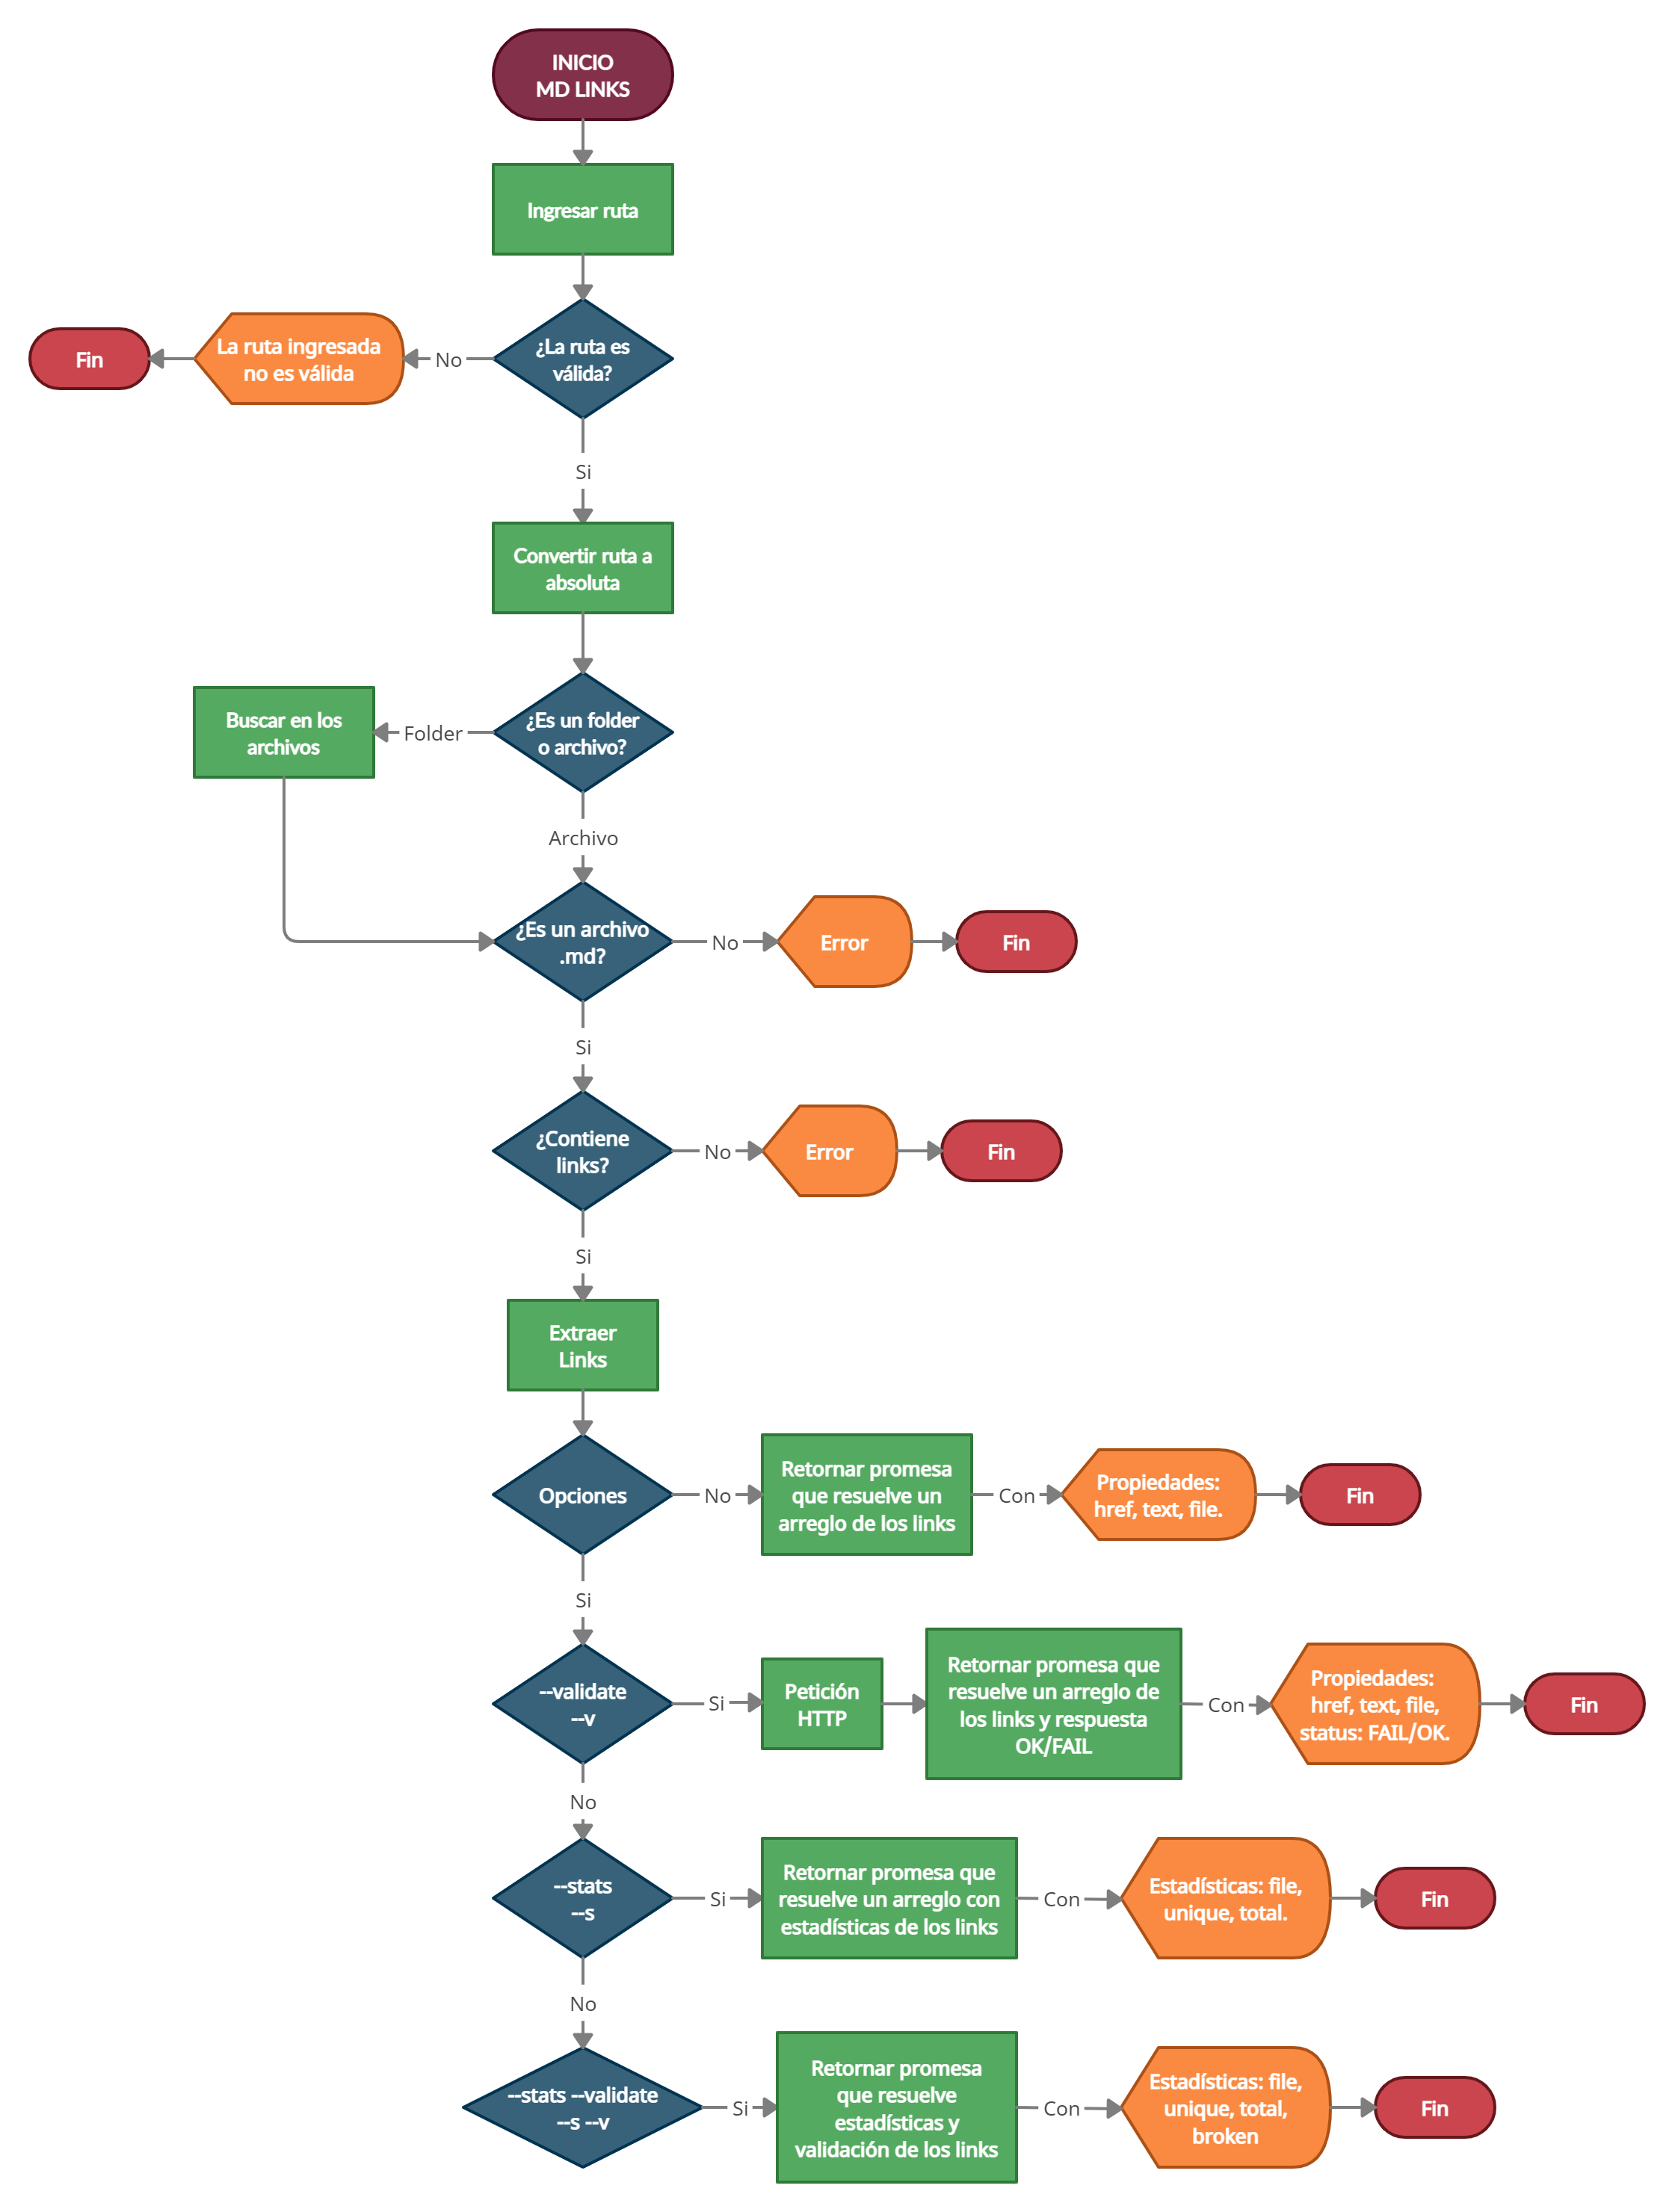 INICIO
MD LINKS
Ingresar ruta
¿La ruta es
válida?
No
La ruta ingresada
no es válida
Fin
Si
Convertir ruta a
absoluta
¿Es un folder
o archivo?
Folder
Buscar en los
archivos
Archivo
¿Es un archivo
.md?
No
Error
Fin
Si
¿Contiene
links?
No
Error
Fin
Si
Extraer
Links
Opciones
No
Retornar promesa
que resuelve un
arreglo de los links
Con
Propiedades:
href, text, file.
Fin
Si
--validate
--v
Si
Petición
HTTP
Retornar promesa que
resuelve un arreglo de
los links y respuesta
OK/FAIL
Con
Propiedades:
href, text, file,
status: FAIL/OK.
Fin
No
--stats
--s
Si
Retornar promesa que
resuelve un arreglo con
estadísticas de los links
Con
Estadísticas: file,
unique, total.
Fin
No
--stats --validate
--s --v
Si
Retornar promesa
que resuelve
estadísticas y
validación de los links
Con
Estadísticas: file,
unique, total,
broken
Fin